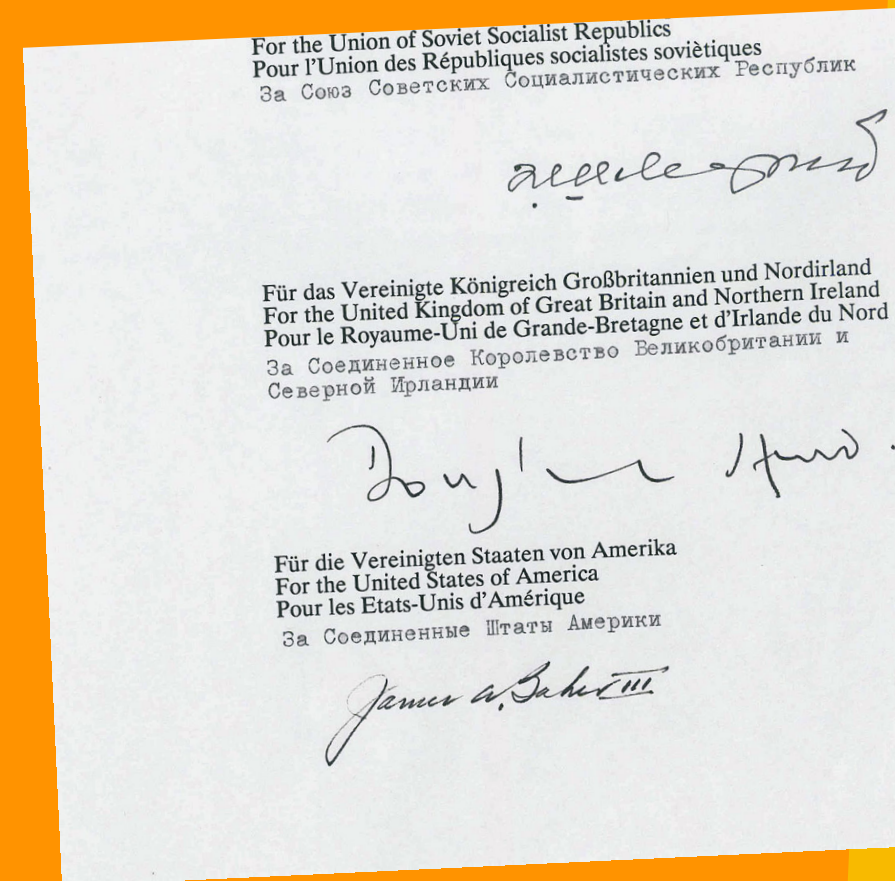 For the Union of Soviet Socialist Republics
Pour l'Union des Républiques socialistes soviètiques
За Союз Советских Социалистических Республик
Für das Vereinigte Königreich Großbritannien und Nordirland
For the United Kingdom of Great Britain and Northern Ireland
Pour le Royaume-Uni de Grande-Bretagne et d'Irlande du Nord
За Соединенное Королевство Великобритании и
Северной Ирландии
Douglas Hurd.
Für die Vereinigten Staaten von Amerika
For the United States of America
Pour les Etats-Unis d'Amérique
За Соединенные Штаты Америки
James A. Baker III